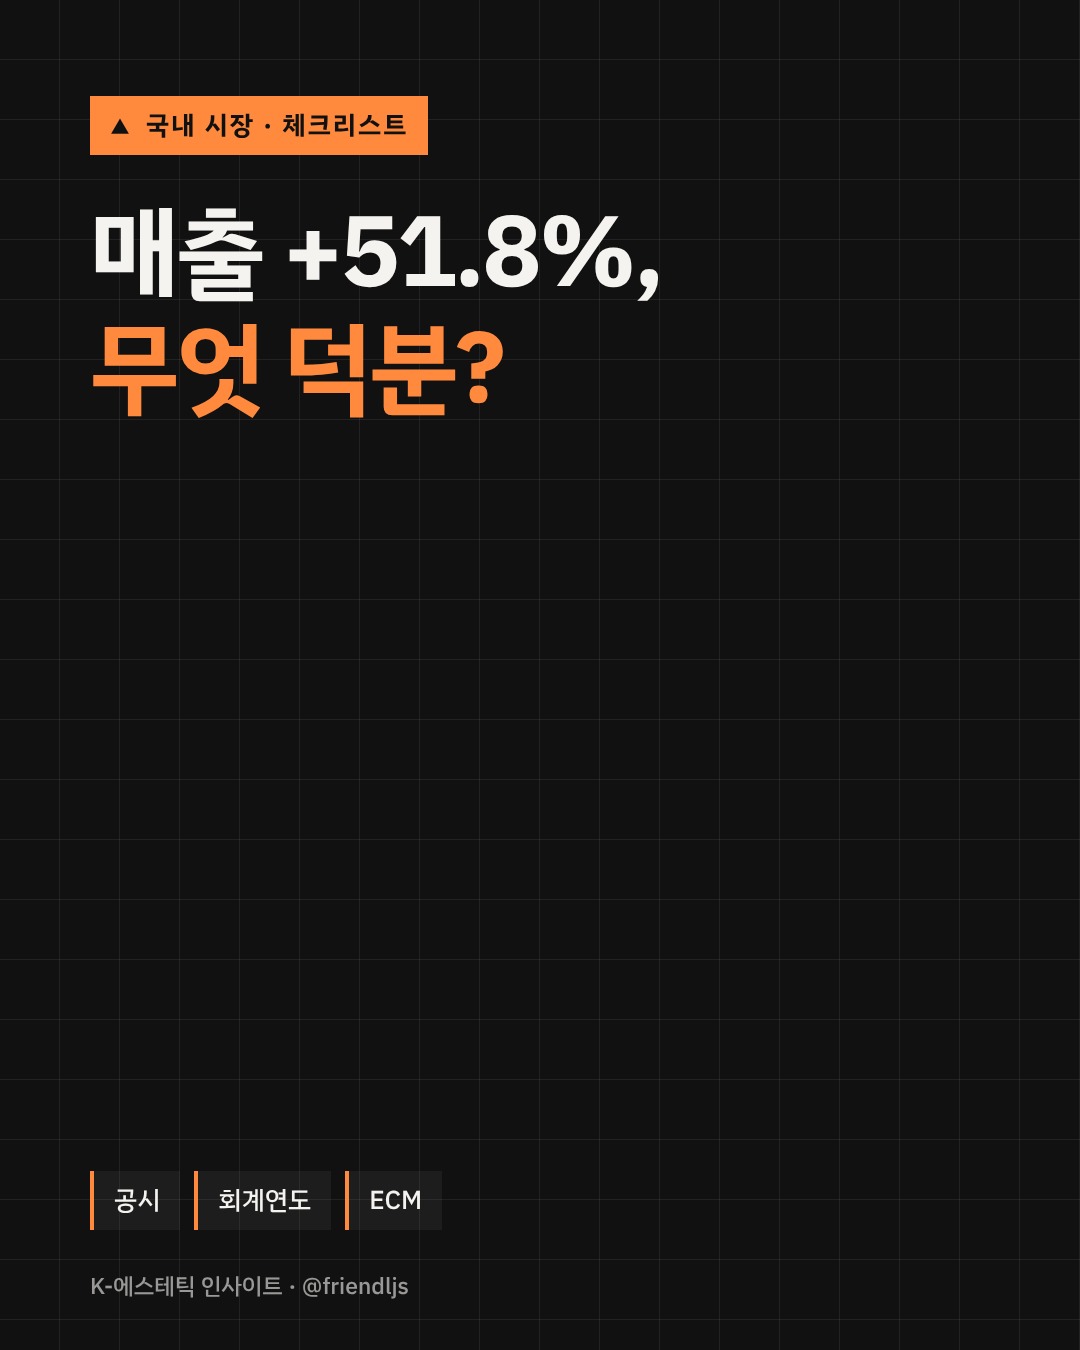 ▲ 국내 시장 · 체크리스트
매출 +51.8%,
무엇 덕분?
공시
회계연도
ECM
K-에스테틱 인사이트 · @friendljs